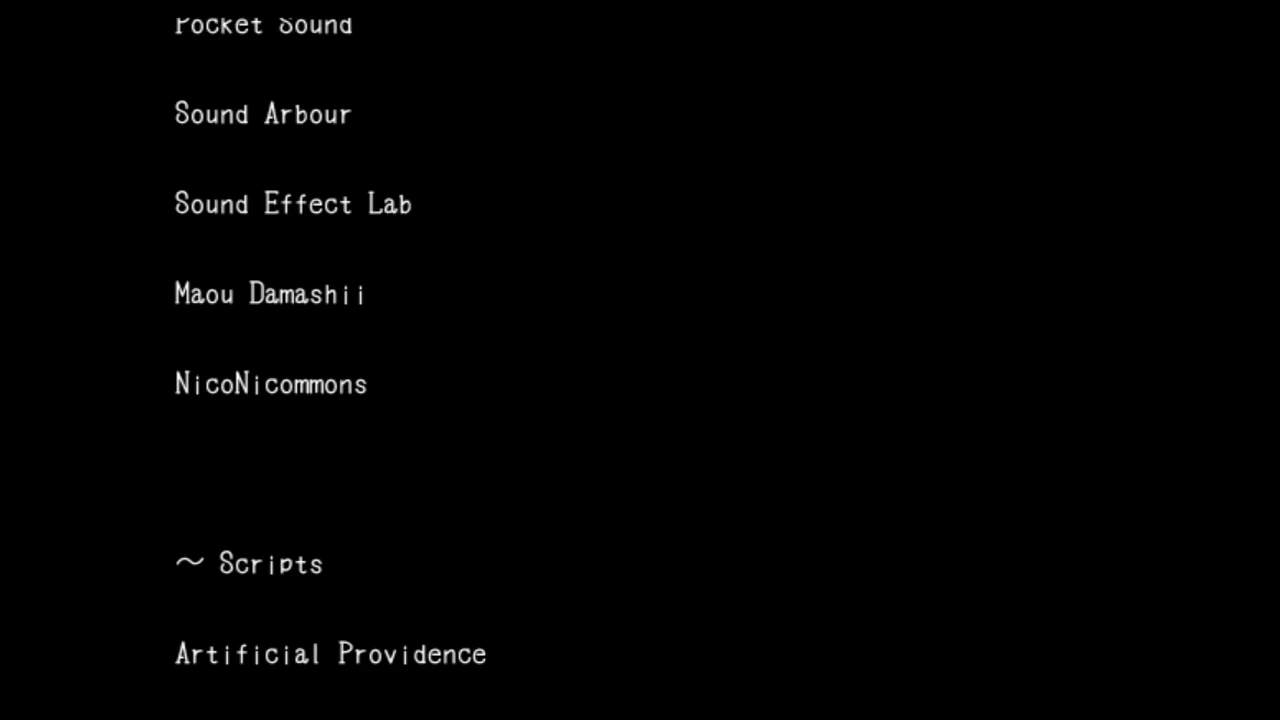 Pocket Sound
Sound Arbour
Sound Effect Lab
Maou Damashii
NicoNicommons
～ Scripts
Artificial Providence